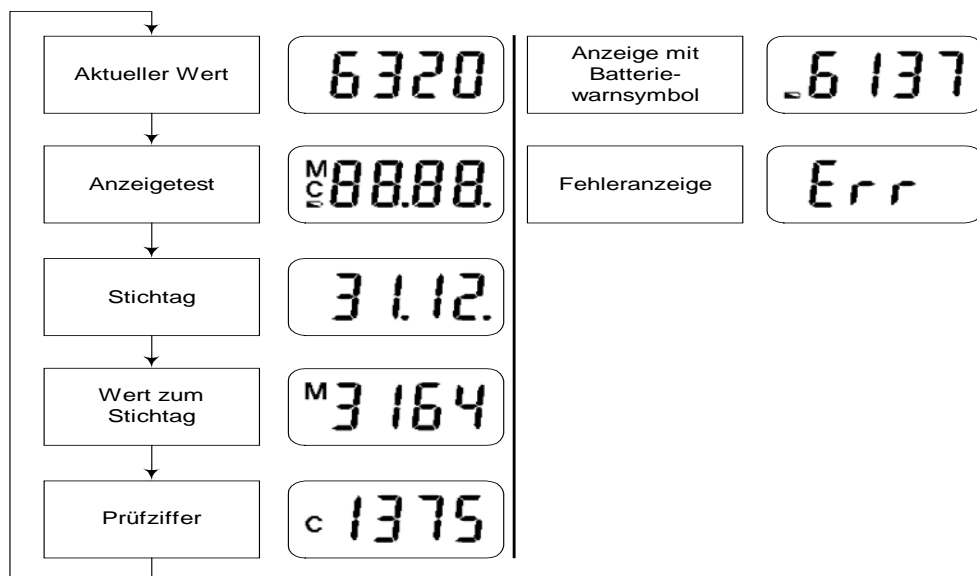 Aktueller Wert
6320
Anzeigetest
M
C
88.88.
Stichtag
31.12.
Wert zum
Stichtag
M 3164
Prüfziffer
C 1375
Anzeige mit
Batterie-
warnsymbol
6137
Fehleranzeige
Err